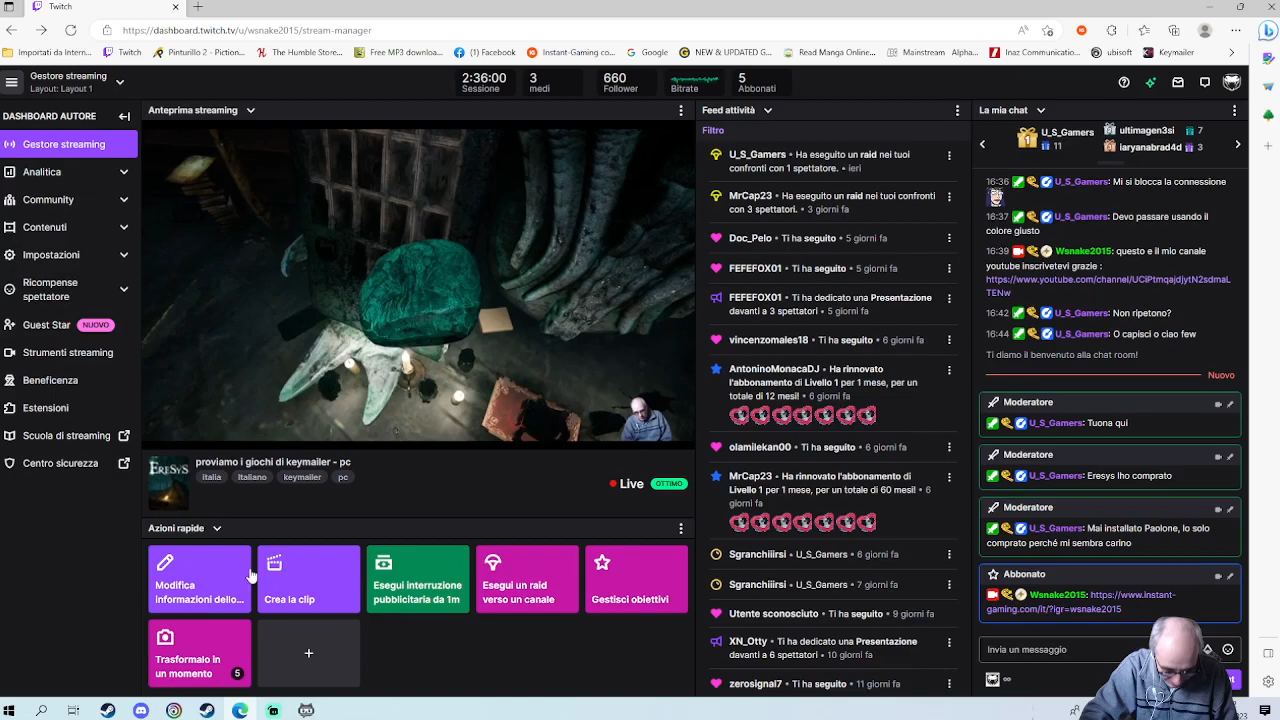 Twitch
https://dashboard.twitch.tv/u/wsnake2015/stream-manager
Importati da Intern...
Twitch
Pinturillo 2 - Piction...
The Humble Store...
Free MP3 downloa...
(1) Facebook
Instant-Gaming co...
Google
NEW & UPDATED G...
Read Manga Onlin...
Mainstream Alpha...
Inaz Communicatio...
ubisoft
Keymailer
Gestore streaming
Layout: Layout 1
2:36:00
Sessione
3
medi
660
Follower
Bitrate
5
Abbonati
DASHBOARD AUTORE
Gestore streaming
Analitica
Community
Contenuti
Impostazioni
Ricompense
spettatore
Guest Star NUOVO
Strumenti streaming
Beneficenza
Estensioni
Scuola di streaming
Centro sicurezza
Anteprima streaming
ERESYS
proviamo i giochi di keymailer - pc
Italia
Italiano
keymailer
pc
Live OTTIMO
Azioni rapide
Modifica
informazioni dello...
Crea la clip
Esegui interruzione
pubblicitaria da 1m
Esegui un raid
verso un canale
Gestisci obiettivi
Trasformalo in
un momento
5
Feed attività
Filtro
U_S_Gamers • Ha eseguito un raid nei tuoi
confronti con 1 spettatore. • ieri
MrCap23 • Ha eseguito un raid nei tuoi confronti
con 3 spettatori. • 3 giorni fa
Doc_Pelo • Ti ha seguito • 5 giorni fa
FEFEFOX01 • Ti ha seguito • 5 giorni fa
FEFEFOX01 • Ti ha dedicato una Presentazione
davanti a 3 spettatori • 5 giorni fa
vincenzomales18 • Ti ha seguito • 6 giorni fa
AntoninoMonacaDJ • Ha rinnovato
l'abbonamento di Livello 1 per 1 mese, per un
totale di 12 mesi! • 6 giorni fa
olamilekan00 • Ti ha seguito • 6 giorni fa
MrCap23 • Ha rinnovato l'abbonamento di
Livello 1 per 1 mese, per un totale di 60 mesi! • 6
giorni fa
Sgranchiiirsi • U_S_Gamers • 6 giorni fa
Sgranchiiirsi • U_S_Gamers • 7 giorni fa
Utente sconosciuto • Ti ha seguito • 9 giorni fa
XN_Otty • Ti ha dedicato una Presentazione
davanti a 6 spettatori • 10 giorni fa
zerosignal7 • Ti ha seguito • 11 giorni fa
La mia chat
1
U_S_Gamers
11
ultimagen3si 7
iaryanabrad4d 3
16:36 U_S_Gamers: Mi si blocca la connessione
16:37 U_S_Gamers: Devo passare usando il
colore giusto
16:39 Wsnake2015: questo e il mio canale
youtube inscrivetevi grazie :
https://www.youtube.com/channel/UCiPtmqajdjytN2sdmaL
TENw
16:42 U_S_Gamers: Non ripetono?
16:44 U_S_Gamers: O capisci o ciao few
Ti diamo il benvenuto alla chat room!
Nuovo
Moderatore
U_S_Gamers: Tuona qui
Moderatore
U_S_Gamers: Eresys lho comprato
Moderatore
U_S_Gamers: Mai installato Paolone, lo solo
comprato perché mi sembra carino
Abbonato
Wsnake2015: https://www.instant-
gaming.com/it/?igr=wsnake2015
Invia un messaggio
∞